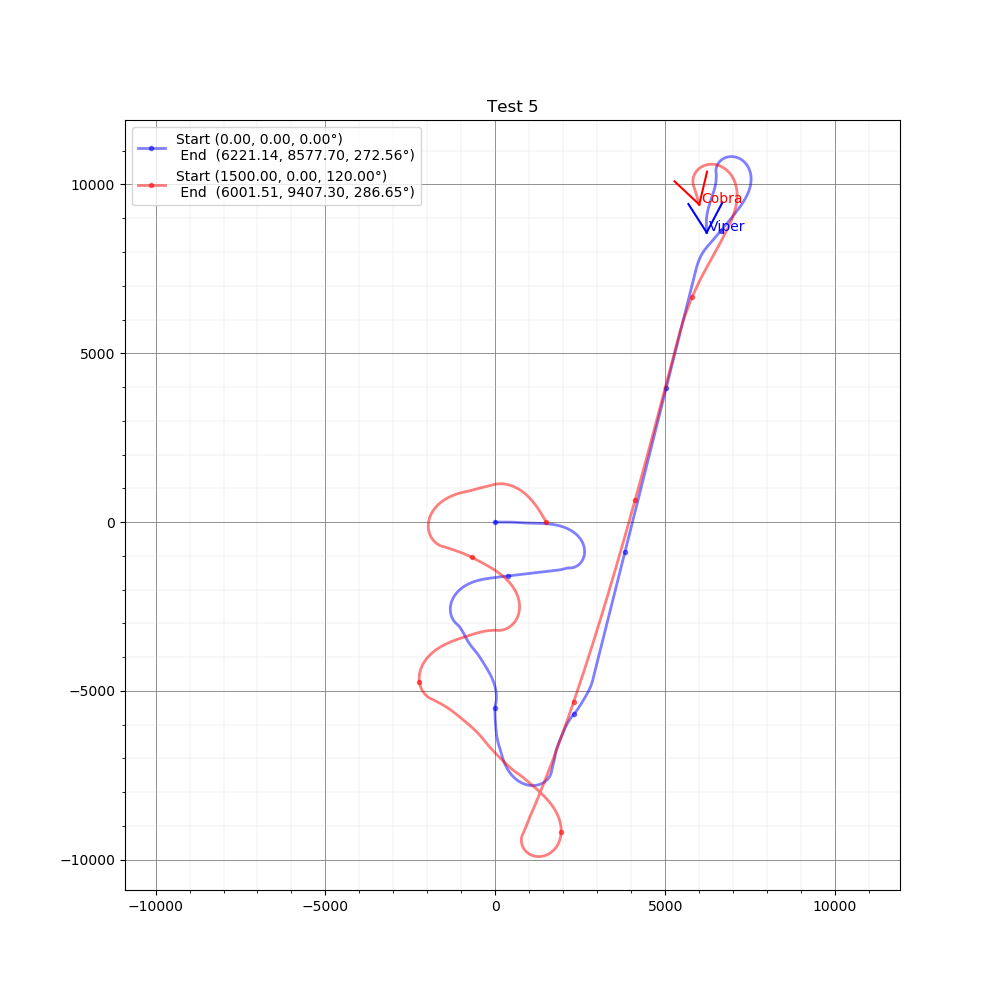 Test 5
Start (0.00, 0.00, 0.00°)
End (6221.14, 8577.70, 272.56°)
Start (1500.00, 0.00, 120.00°)
End (6001.51, 9407.30, 286.65°)
10000
Cobra
Viper
5000
0
−5000
−10000
−10000 −5000 0 5000 10000